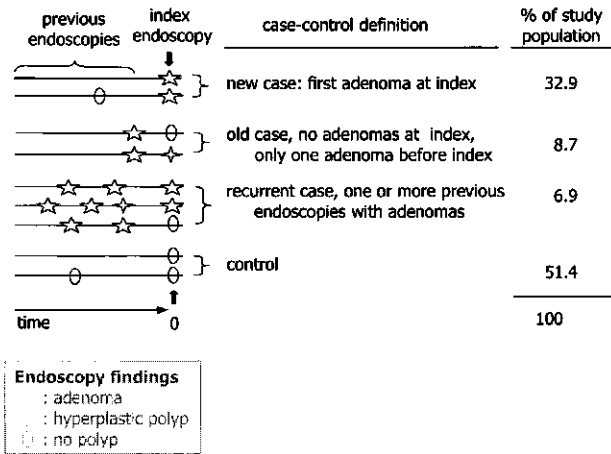 previous endoscopies
index endoscopy
case-control definition
% of study population
new case: first adenoma at index
32.9
old case, no adenomas at index,
only one adenoma before index
8.7
recurrent case, one or more previous
endoscopies with adenomas
6.9
control
51.4
time
0
100
Endoscopy findings
: adenoma
: hyperplastic polyp
: no polyp